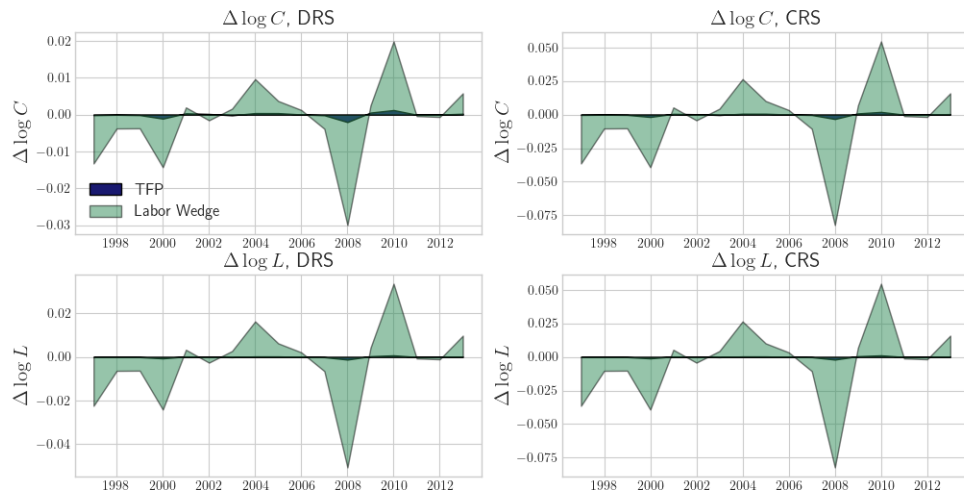 Δ log C, DRS
0.02
0.01
0.00
−0.01
−0.02
−0.03
Δ log C
TFP
Labor Wedge
1998 2000 2002 2004 2006 2008 2010 2012
Δ log C, CRS
0.050
0.025
0.000
−0.025
−0.050
−0.075
Δ log C
1998 2000 2002 2004 2006 2008 2010 2012
Δ log L, DRS
0.02
0.00
−0.02
−0.04
Δ log L
1998 2000 2002 2004 2006 2008 2010 2012
Δ log L, CRS
0.050
0.025
0.000
−0.025
−0.050
−0.075
Δ log L
1998 2000 2002 2004 2006 2008 2010 2012